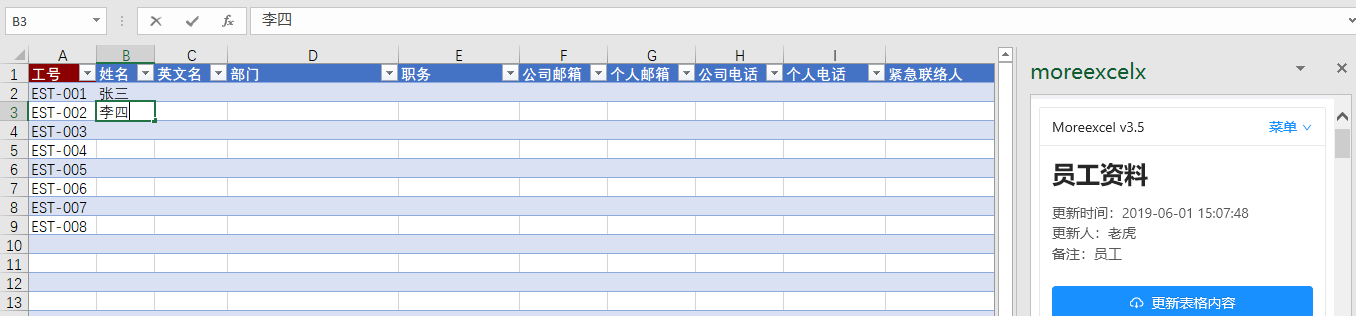 B3 fx 李四
A B C D E F G H I
1 工号 姓名 英文名 部门 职务 公司邮箱 个人邮箱 公司电话 个人电话 紧急联络人
2 EST-001 张三
3 EST-002 李四
4 EST-003
5 EST-004
6 EST-005
7 EST-006
8 EST-007
9 EST-008
10
11
12
13
moreexcelx
Moreexcel v3.5 菜单
员工资料
更新时间：2019-06-01 15:07:48
更新人：老虎
备注：员工
更新表格内容